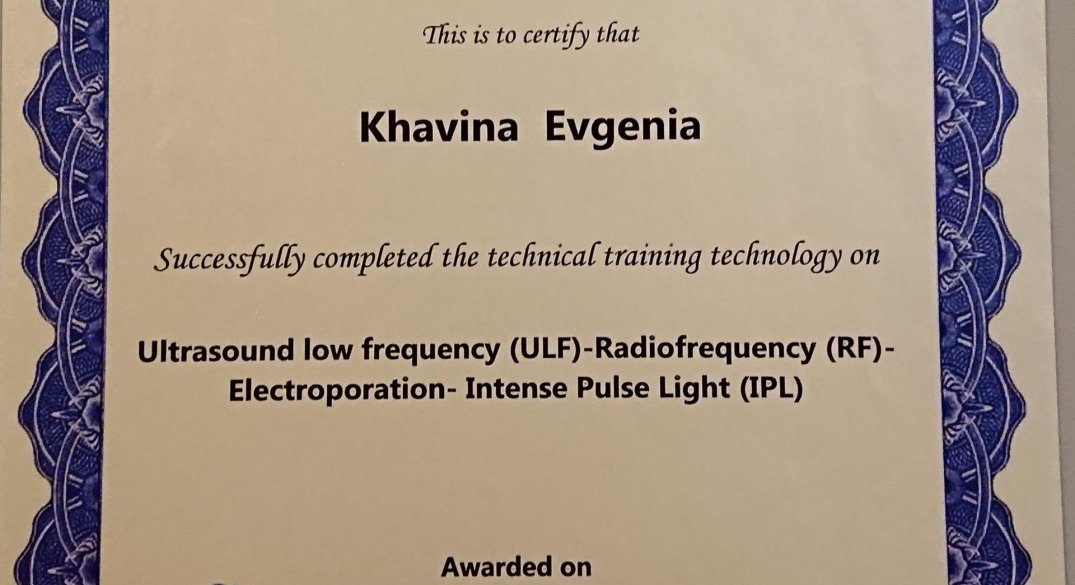 This is to certify that
Khavina Evgenia
Successfully completed the technical training technology on
Ultrasound low frequency (ULF)-Radiofrequency (RF)-
Electroporation- Intense Pulse Light (IPL)
Awarded on